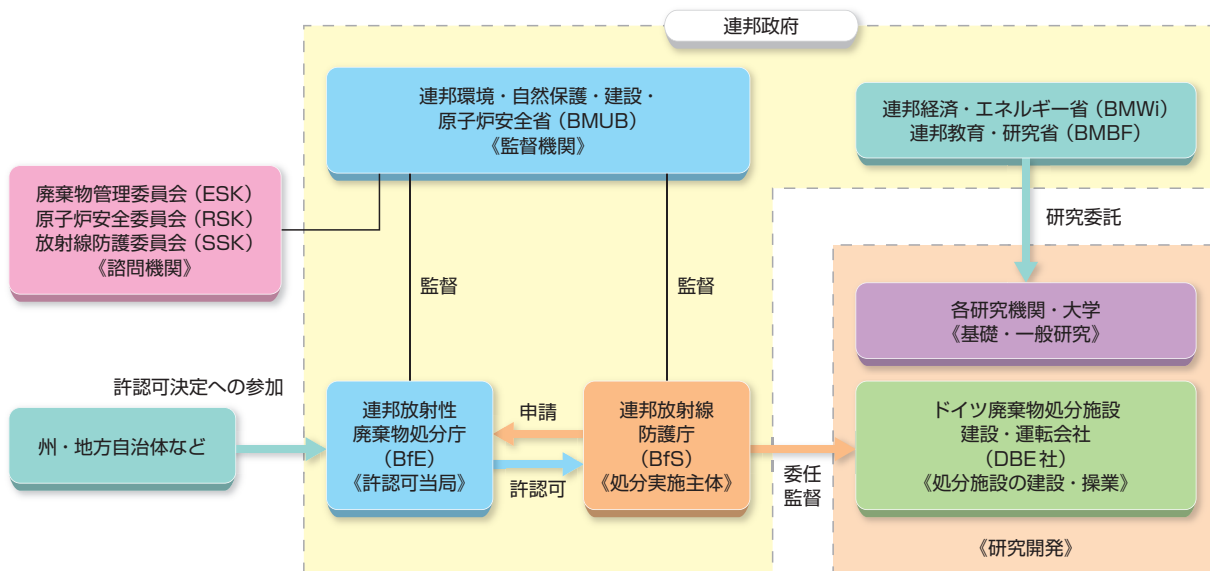 連邦政府
連邦環境・自然保護・建設・
原子炉安全省（BMUB）
《監督機関》
連邦経済・エネルギー省（BMWi）
連邦教育・研究省（BMBF）
廃棄物管理委員会（ESK）
原子炉安全委員会（RSK）
放射線防護委員会（SSK）
《諮問機関》
研究委託
監督
監督
各研究機関・大学
《基礎・一般研究》
許認可決定への参加
州・地方自治体など
連邦放射性
廃棄物処分庁
（BfE）
《許認可当局》
申請
許認可
連邦放射線
防護庁
（BfS）
《処分実施主体》
委任
監督
ドイツ廃棄物処分施設
建設・運転会社
（DBE社）
《処分施設の建設・操業》
《研究開発》